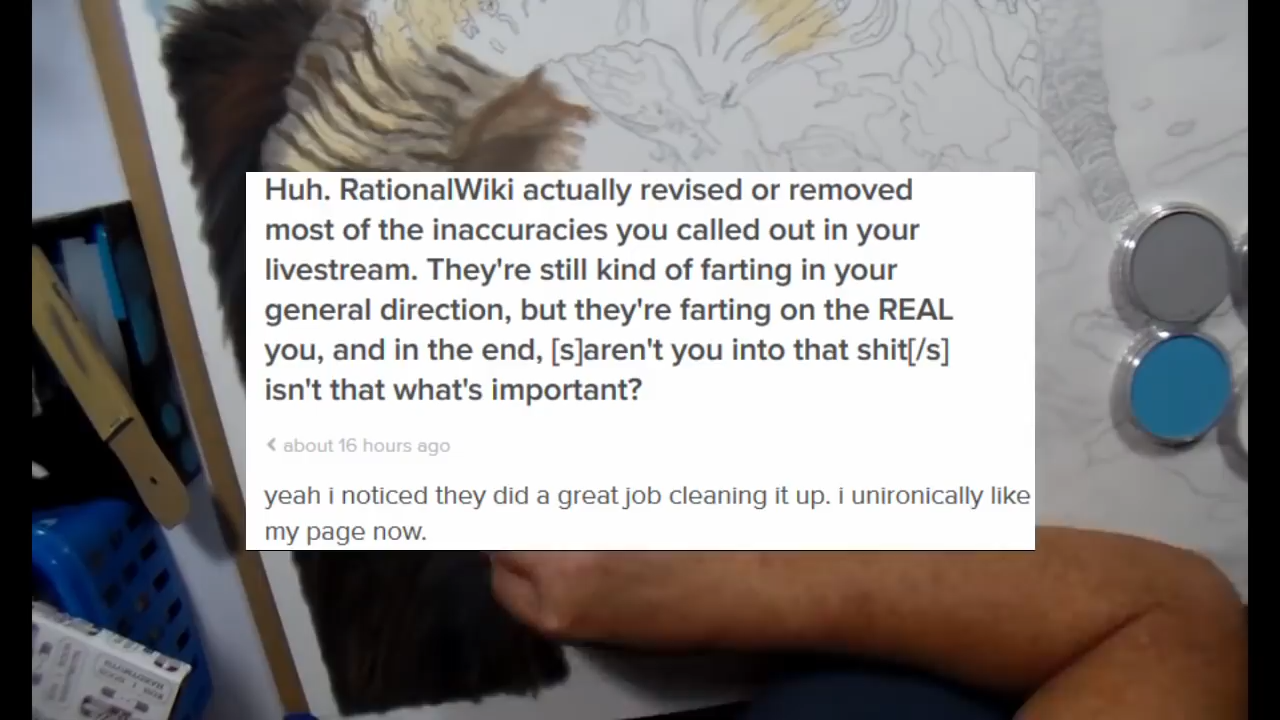 Huh. RationalWiki actually revised or removed
most of the inaccuracies you called out in your
livestream. They're still kind of farting in your
general direction, but they're farting on the REAL
you, and in the end, [s]aren't you into that shit[/s]
isn't that what's important?
about 16 hours ago
yeah i noticed they did a great job cleaning it up. i unironically like
my page now.